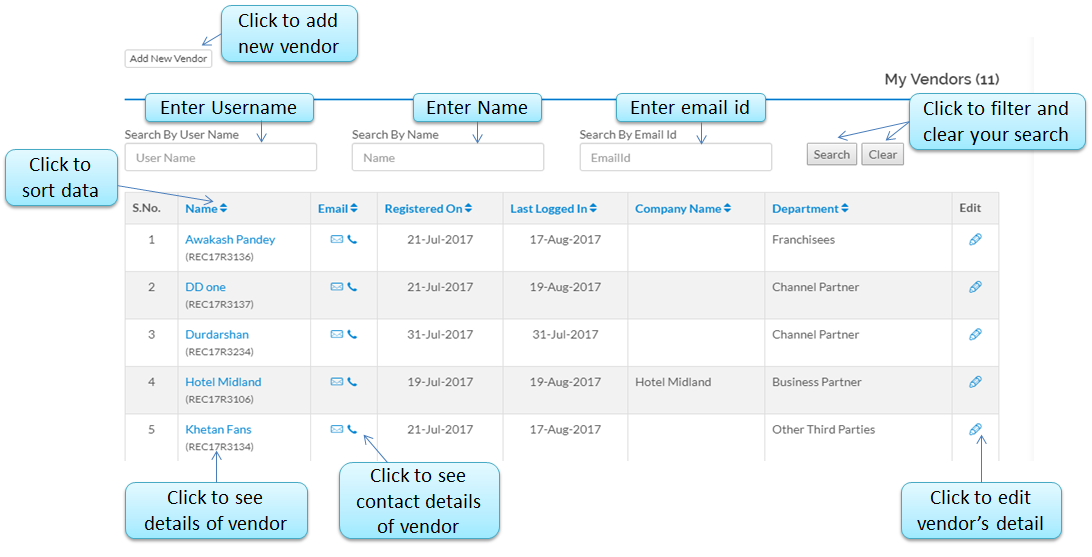 Click to add
new vendor
Add New Vendor
My Vendors (11)
Enter Username
Enter Name
Enter email id
Click to filter and
clear your search
Search By User Name
Search By Name
Search By Email Id
User Name
Name
EmailId
Search
Clear
Click to
sort data
S.No.
Name
Email
Registered On
Last Logged In
Company Name
Department
Edit
1
Awakash Pandey
21-Jul-2017
17-Aug-2017
Franchisees
(REC17R3136)
2
DD one
21-Jul-2017
19-Aug-2017
Channel Partner
(REC17R3137)
3
Durdarshan
31-Jul-2017
31-Jul-2017
Channel Partner
(REC17R3234)
4
Hotel Midland
19-Jul-2017
19-Aug-2017
Hotel Midland
Business Partner
(REC17R3106)
5
Khetan Fans
21-Jul-2017
17-Aug-2017
Other Third Parties
(REC17R3134)
Click to see
details of vendor
Click to see
contact details
of vendor
Click to edit
vendor's detail